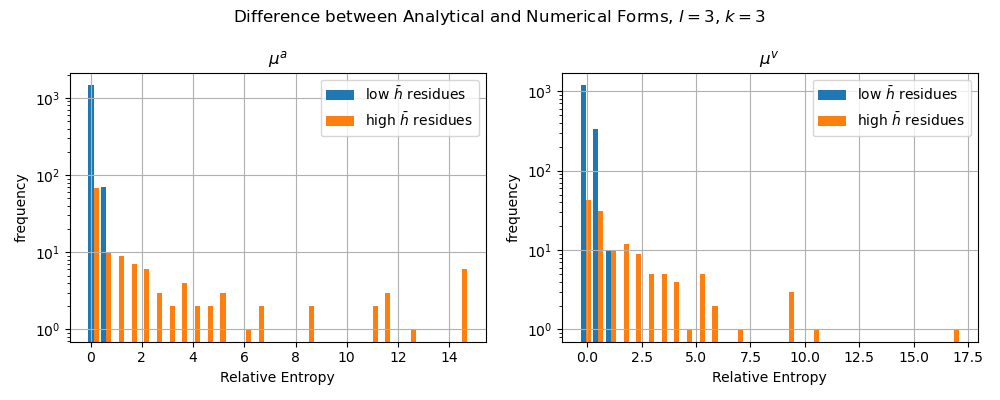 Difference between Analytical and Numerical Forms, l = 3, k = 3
μ^a
frequency
10^3
10^2
10^1
10^0
low h̄ residues
high h̄ residues
0 2 4 6 8 10 12 14
Relative Entropy
μ^v
frequency
10^3
10^2
10^1
10^0
low h̄ residues
high h̄ residues
0.0 2.5 5.0 7.5 10.0 12.5 15.0 17.5
Relative Entropy